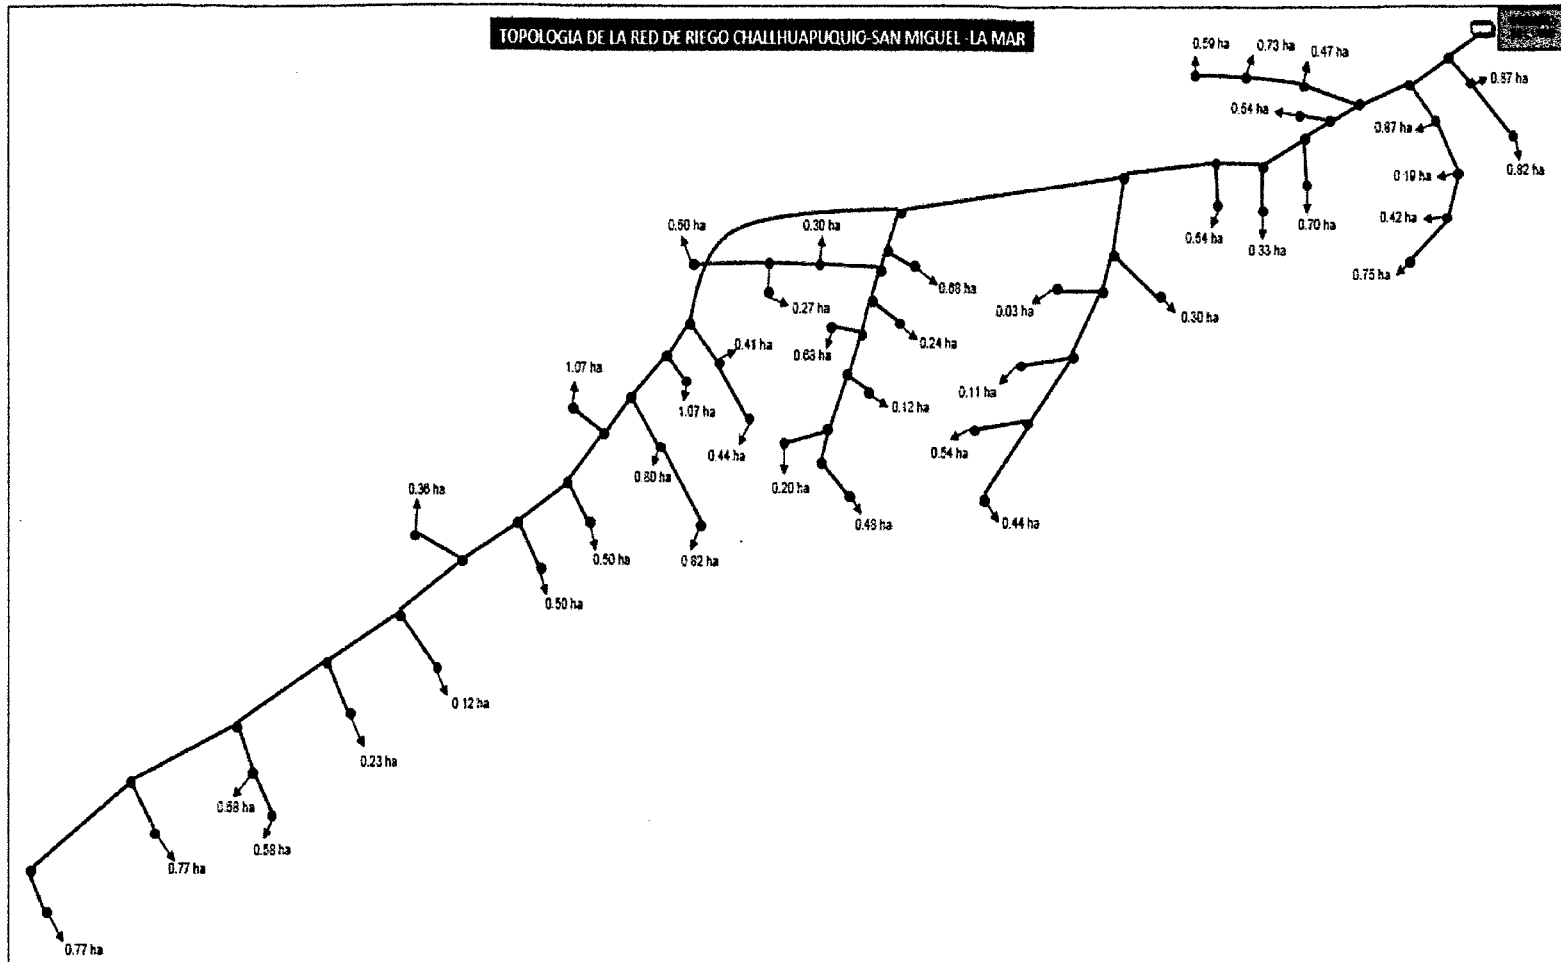 TOPOLOGIA DE LA RED DE RIEGO CHALLHUAPUQUIO-SAN MIGUEL -LA MAR
0.59 ha
0.73 ha
0.47 ha
0.87 ha
0.54 ha
0.87 ha
0.82 ha
0.19 ha
0.42 ha
0.54 ha
0.33 ha
0.70 ha
0.75 ha
0.50 ha
0.30 ha
0.68 ha
0.27 ha
0.03 ha
0.30 ha
0.24 ha
0.63 ha
0.41 ha
1.07 ha
0.11 ha
1.07 ha
0.12 ha
0.44 ha
0.54 ha
0.80 ha
0.20 ha
0.48 ha
0.44 ha
0.36 ha
0.50 ha
0.82 ha
0.50 ha
0.12 ha
0.23 ha
0.58 ha
0.58 ha
0.77 ha
0.77 ha